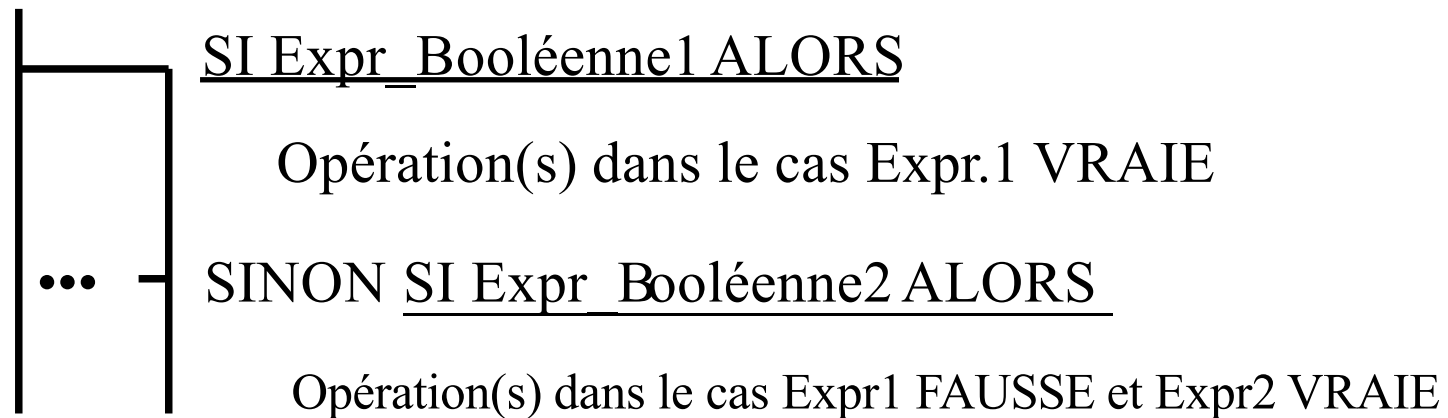 SI Expr_Booléenne1 ALORS
Opération(s) dans le cas Expr.1 VRAIE
... SINON SI Expr_Booléenne2 ALORS
Opération(s) dans le cas Expr1 FAUSSE et Expr2 VRAIE